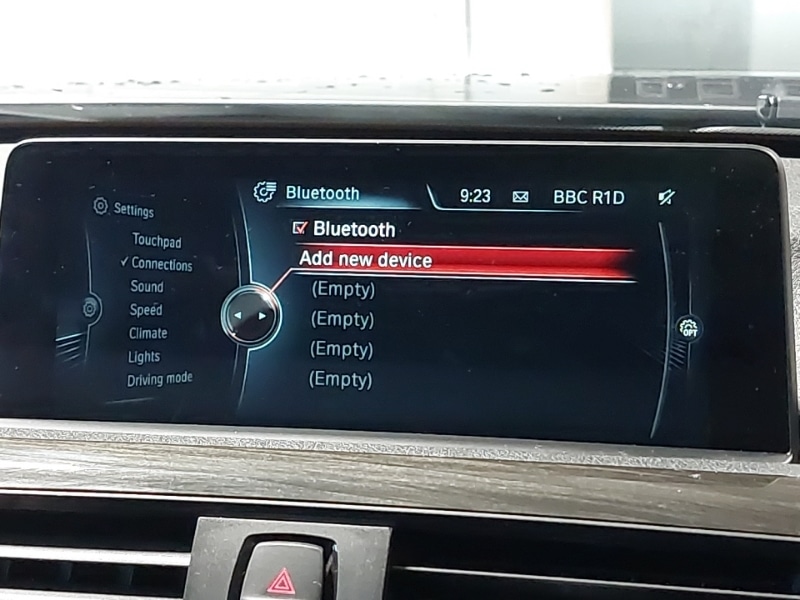 Bluetooth 9:23 BBC R1D
Settings
Touchpad
Connections
Sound
Speed
Climate
Lights
Driving mode
Bluetooth
Add new device
(Empty)
(Empty)
(Empty)
(Empty)
OPT